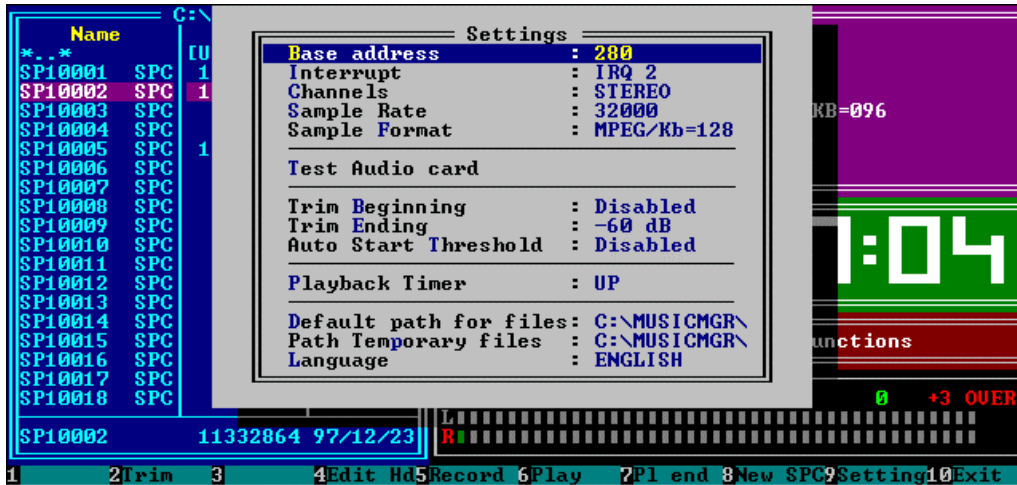 C:\
Name
*..*
[U
SP10001 SPC 1
SP10002 SPC 1
SP10003 SPC
SP10004 SPC
SP10005 SPC 1
SP10006 SPC
SP10007 SPC
SP10008 SPC
SP10009 SPC
SP10010 SPC
SP10011 SPC
SP10012 SPC
SP10013 SPC
SP10014 SPC
SP10015 SPC
SP10016 SPC
SP10017 SPC
SP10018 SPC
SP10002 11332864 97/12/23
Settings
Base address : 280
Interrupt : IRQ 2
Channels : STEREO
Sample Rate : 32000
Sample Format : MPEG/Kb=128
Test Audio card
Trim Beginning : Disabled
Trim Ending : -60 dB
Auto Start Threshold : Disabled
Playback Timer : UP
Default path for files: C:\MUSICMGR\
Path Temporary files : C:\MUSICMGR\
Language : ENGLISH
KB=096
:04
unctions
0 +3 OVER
L
R
1 2Trim 3 4Edit Hd5Record 6Play 7Pl end 8New SPC9Setting10Exit